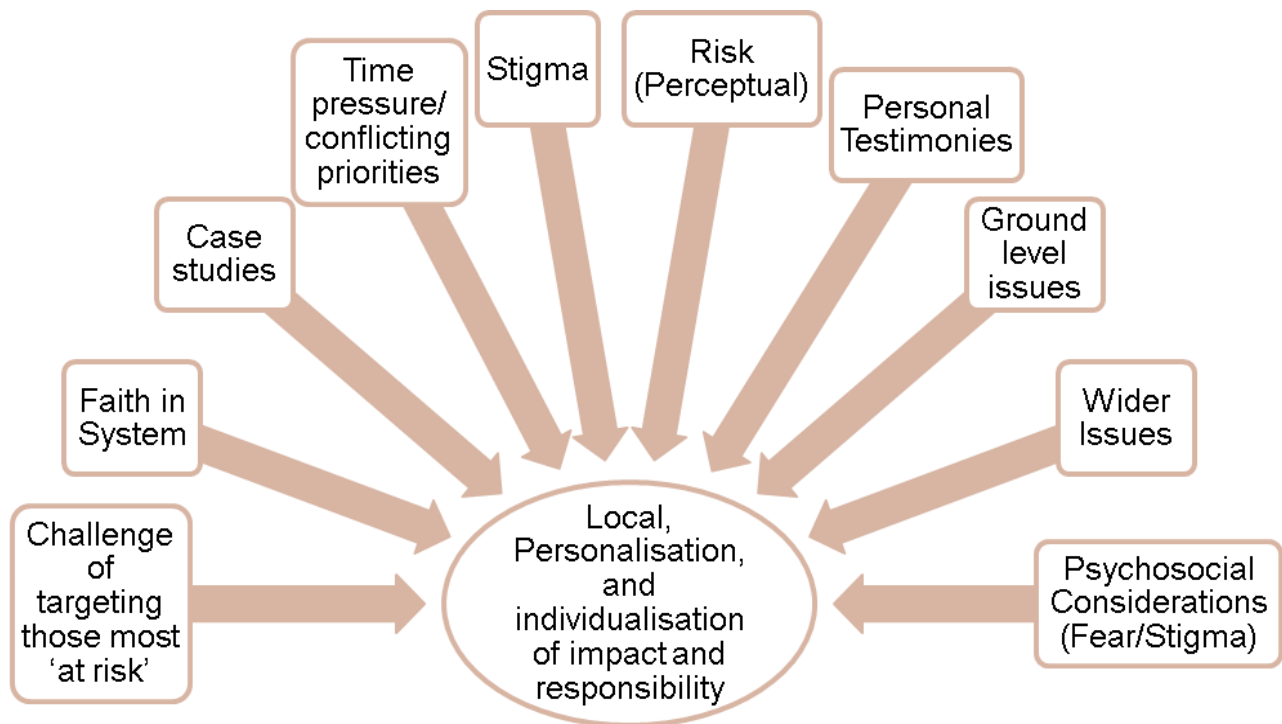 Challenge
of
targeting
those most
‘at risk’
Faith in
System
Case
studies
Time
pressure/
conflicting
priorities
Stigma
Risk
(Perceptual)
Personal
Testimonies
Ground
level
issues
Wider
Issues
Psychosocial
Considerations
(Fear/Stigma)
Local,
Personalisation,
and
individualisation
of impact and
responsibility